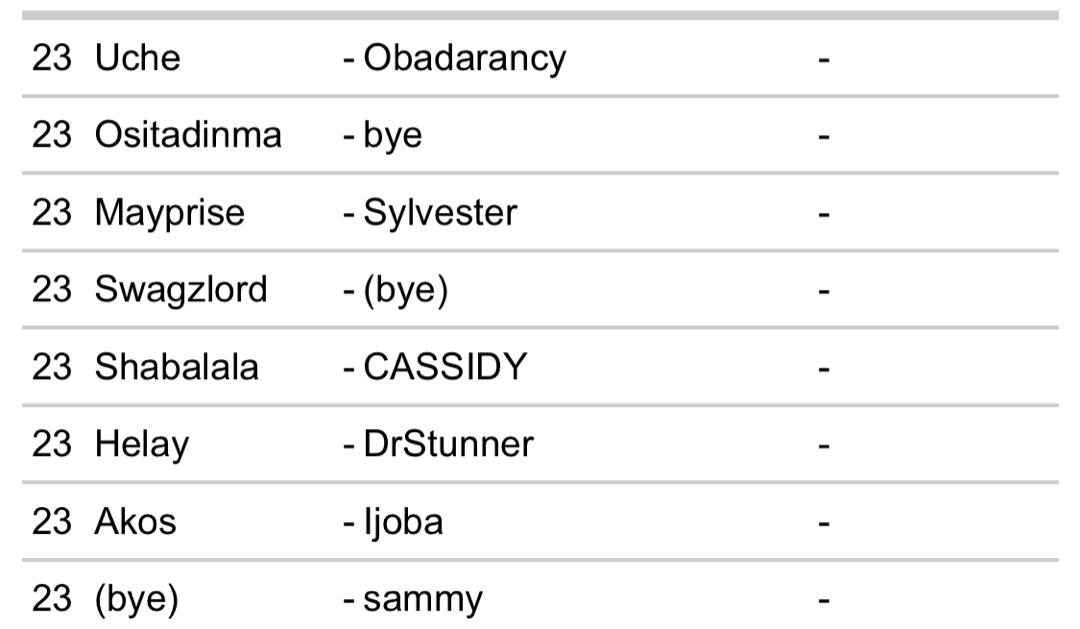 23 Uche - Obadarancy -
23 Ositadinma - bye -
23 Mayprise - Sylvester -
23 Swagzlord - (bye) -
23 Shabalala - CASSIDY -
23 Helay - DrStunner -
23 Akos - Ijoba -
23 (bye) - sammy -